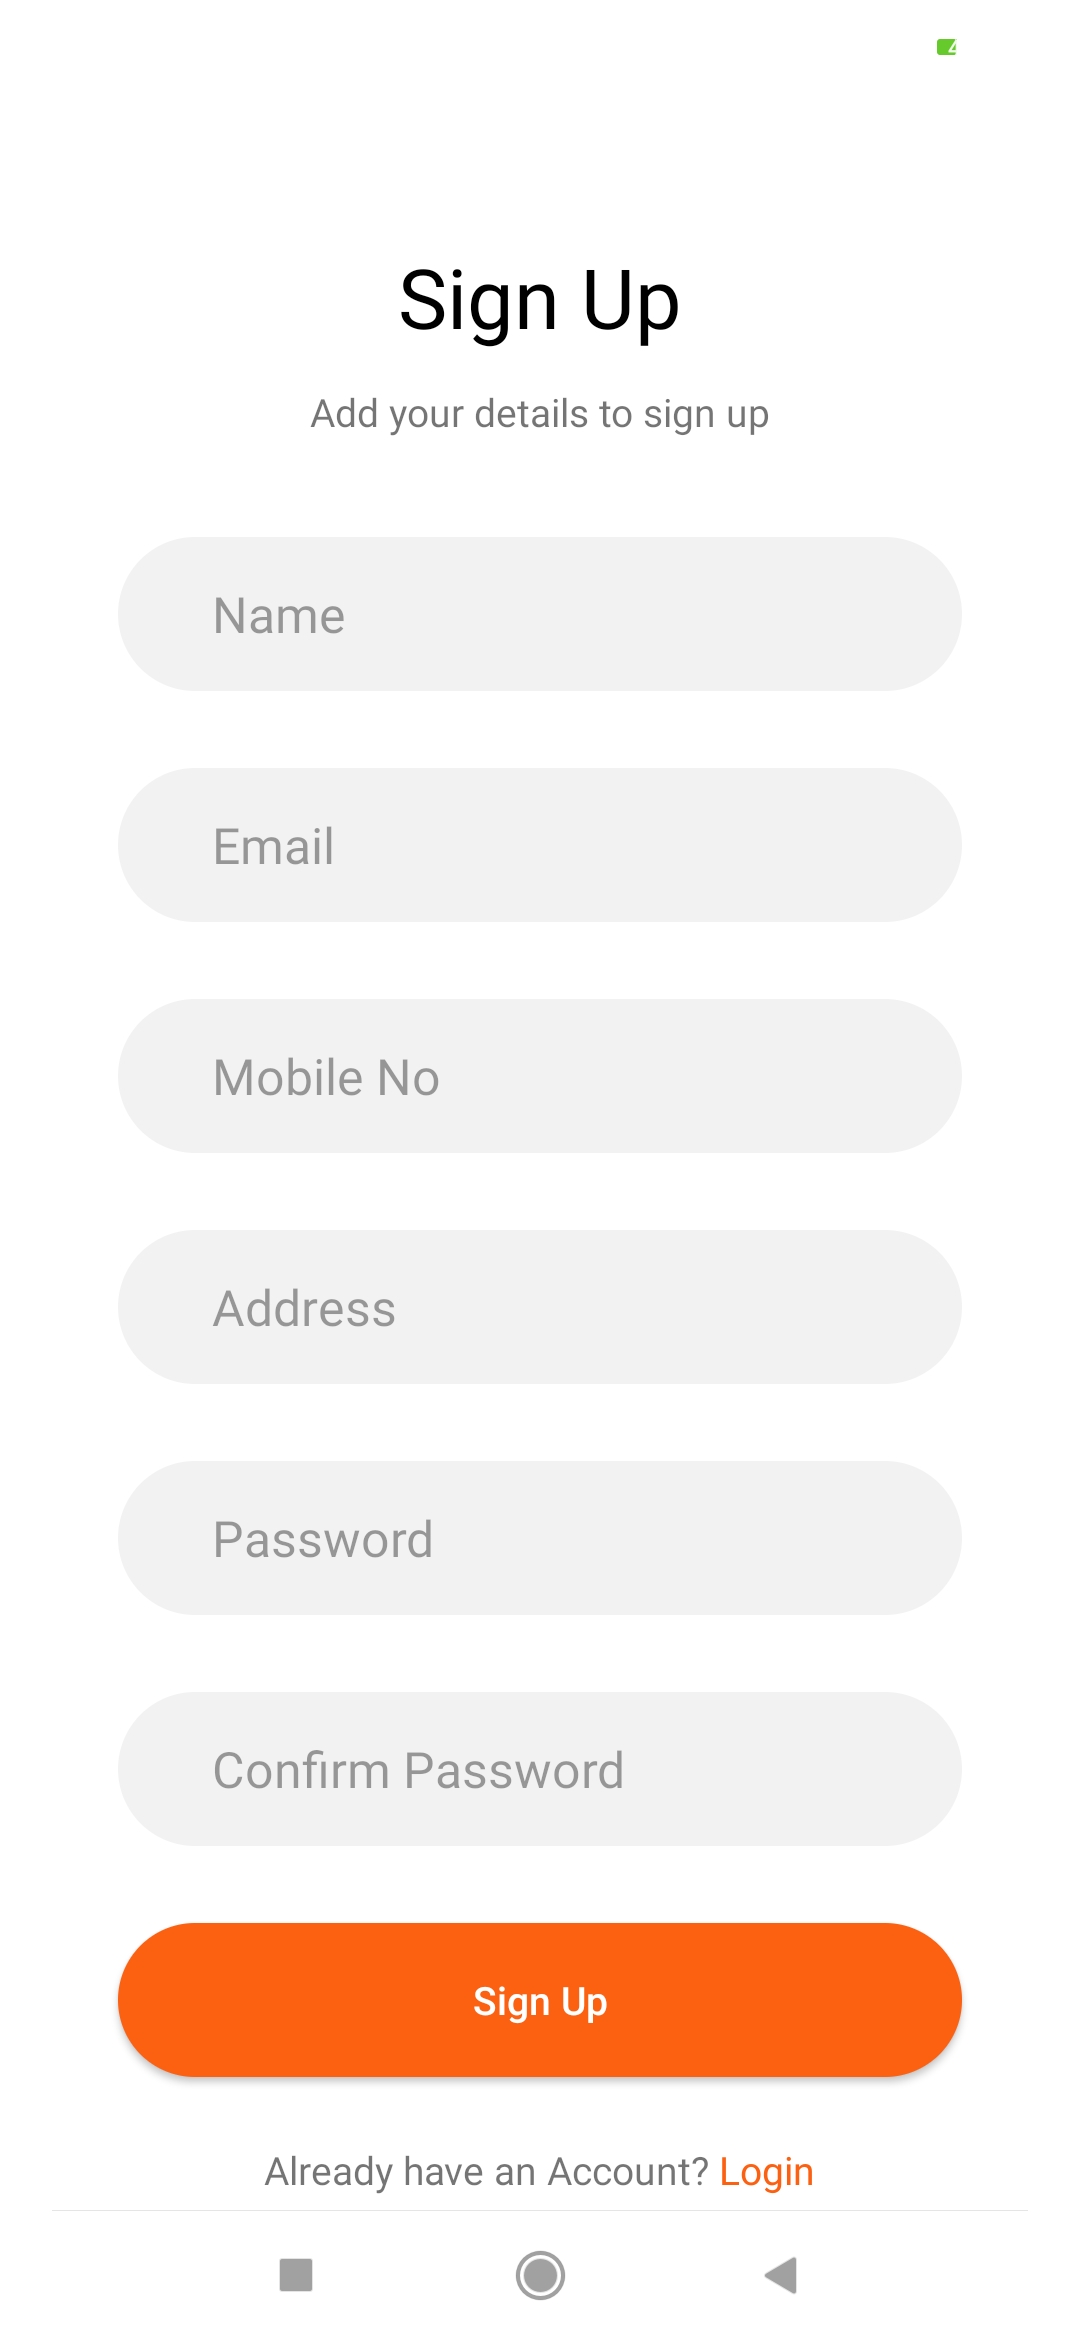 Sign Up
Add your details to sign up
Name
Email
Mobile No
Address
Password
Confirm Password
Sign Up
Already have an Account? Login